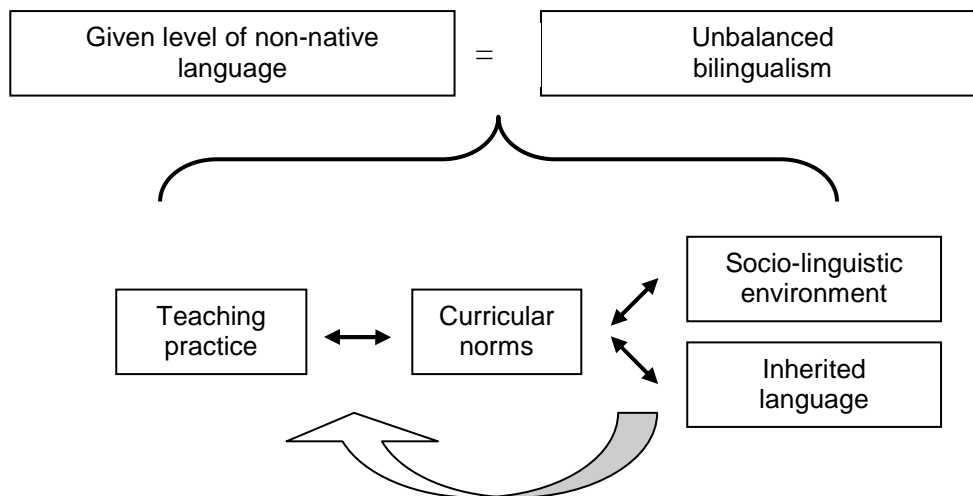 Given level of non-native
language
=
Unbalanced
bilingualism
Socio-linguistic
environment
Teaching
practice
Curricular
norms
Inherited
language